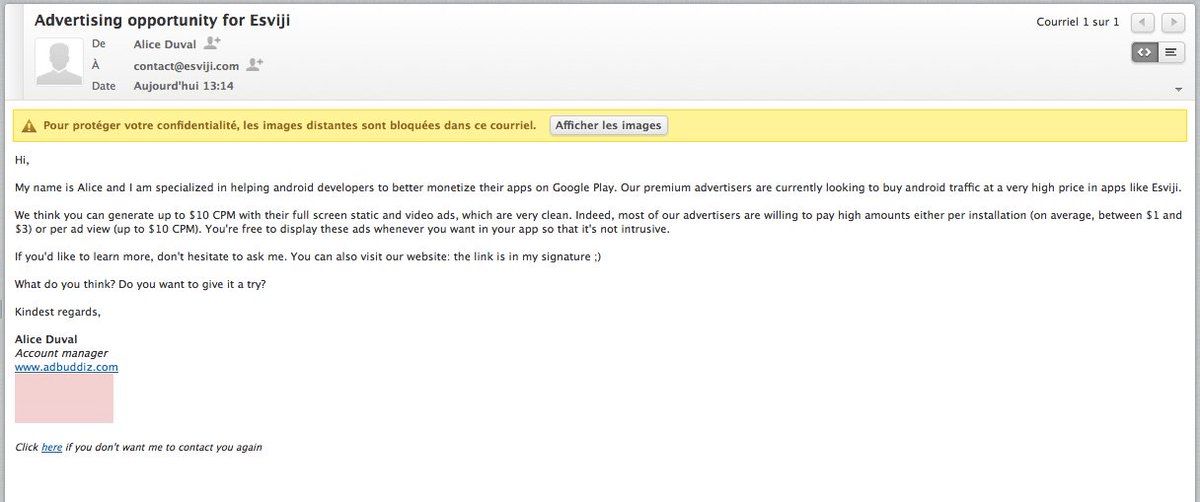 Advertising opportunity for Esviji
Courriel 1 sur 1
De Alice Duval
À contact@esviji.com
Date Aujourd'hui 13:14
Pour protéger votre confidentialité, les images distantes sont bloquées dans ce courriel. Afficher les images
Hi,
My name is Alice and I am specialized in helping android developers to better monetize their apps on Google Play. Our premium advertisers are currently looking to buy android traffic at a very high price in apps like Esviji.
We think you can generate up to $10 CPM with their full screen static and video ads, which are very clean. Indeed, most of our advertisers are willing to pay high amounts either per installation (on average, between $1 and
$3) or per ad view (up to $10 CPM). You're free to display these ads whenever you want in your app so that it's not intrusive.
If you'd like to learn more, don't hesitate to ask me. You can also visit our website: the link is in my signature ;)
What do you think? Do you want to give it a try?
Kindest regards,
Alice Duval
Account manager
www.adbuddiz.com
Click here if you don't want me to contact you again